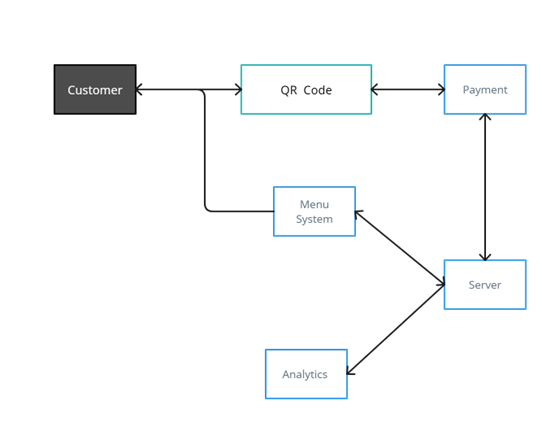 Customer
QR Code
Payment
Menu
System
Server
Analytics